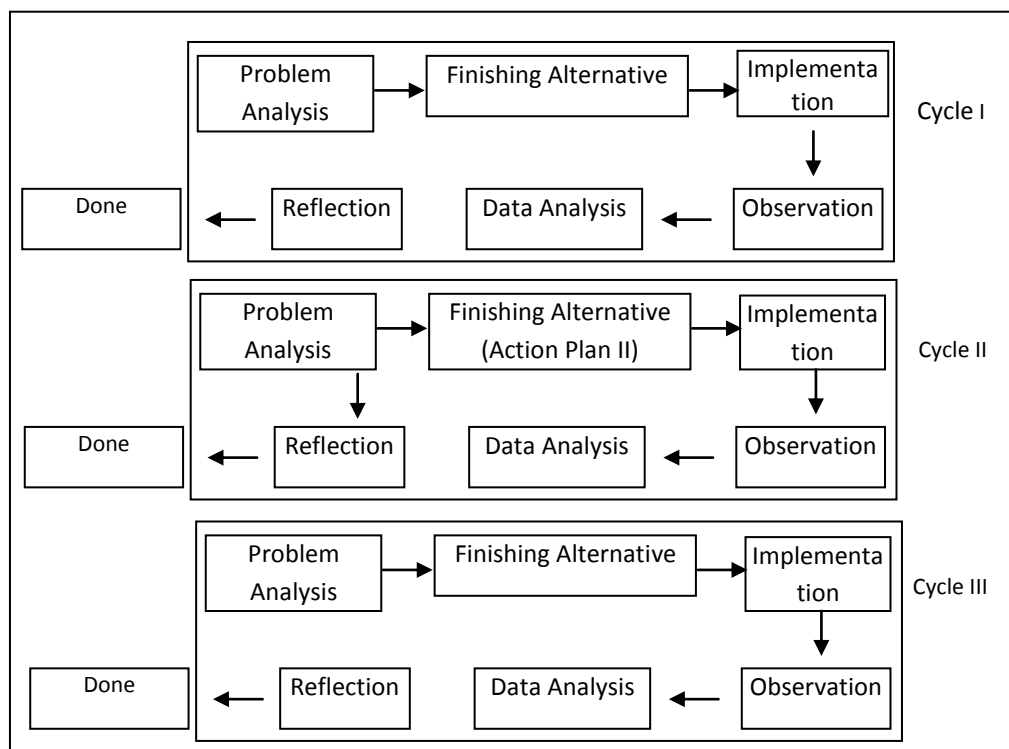 Problem
Analysis
Finishing Alternative
Implementa
tion
Cycle I
Done
Reflection
Data Analysis
Observation
Problem
Analysis
Finishing Alternative
(Action Plan II)
Implementa
tion
Cycle II
Done
Reflection
Data Analysis
Observation
Problem
Analysis
Finishing Alternative
Implementa
tion
Cycle III
Done
Reflection
Data Analysis
Observation